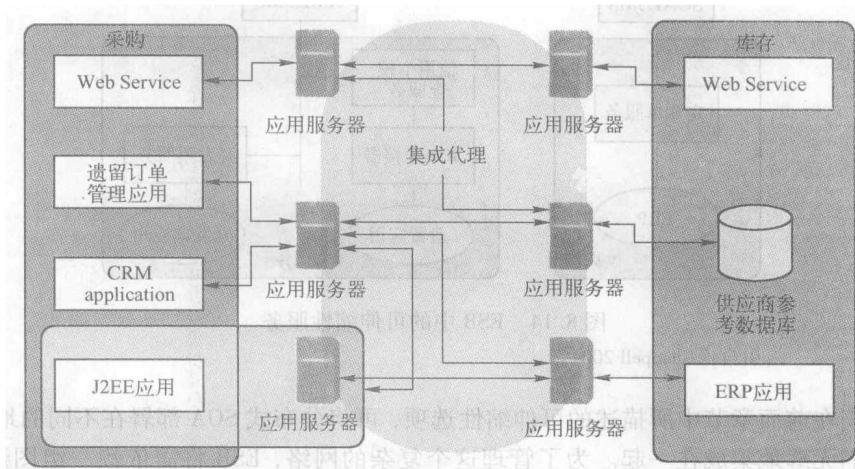 采购
库存
Web Service
应用服务器
应用服务器
Web Service
集成代理
遗留订单
管理应用
CRM
application
应用服务器
应用服务器
供应商参
考数据库
J2EE应用
应用服务器
应用服务器
ERP应用